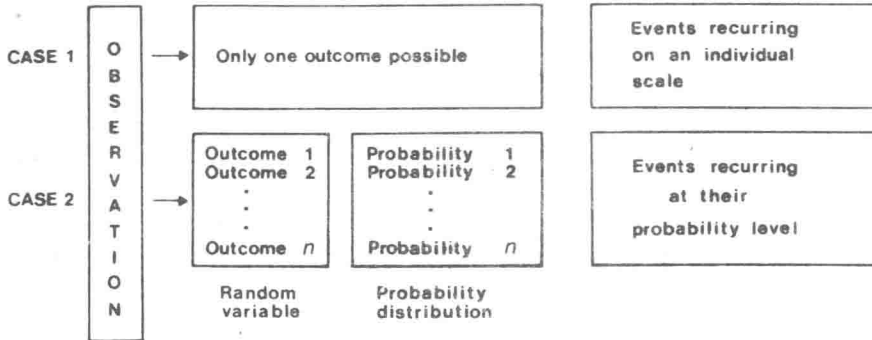 CASE 1
OBSERVATION
Only one outcome possible
Events recurring
on an individual
scale
CASE 2
Outcome 1
Outcome 2
.
.
.
Outcome n
Random
variable
Probability 1
Probability 2
.
.
.
Probability n
Probability
distribution
Events recurring
at their
probability level